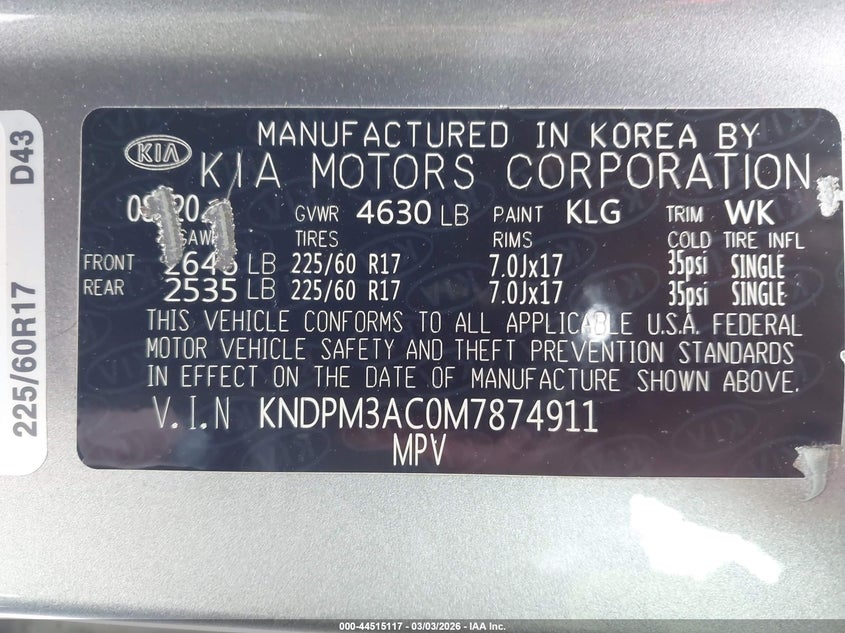 225/60R17 D43
KIA
MANUFACTURED IN KOREA BY
KIA MOTORS CORPORATION
GVWR 4630 LB PAINT KLG TRIM WK
TIRES RIMS COLD TIRE INFL
FRONT LB 225/60 R17 7.0Jx17 35psi SINGLE
REAR 2535 LB 225/60 R17 7.0Jx17 35psi SINGLE
THIS VEHICLE CONFORMS TO ALL APPLICABLE U.S.A. FEDERAL
MOTOR VEHICLE SAFETY AND THEFT PREVENTION STANDARDS
IN EFFECT ON THE DATE OF MANUFACTURE SHOWN ABOVE.
V.I.N KNDPM3AC0M7874911
MPV
000-44515117 - 03/03/2026 - IAA Inc.